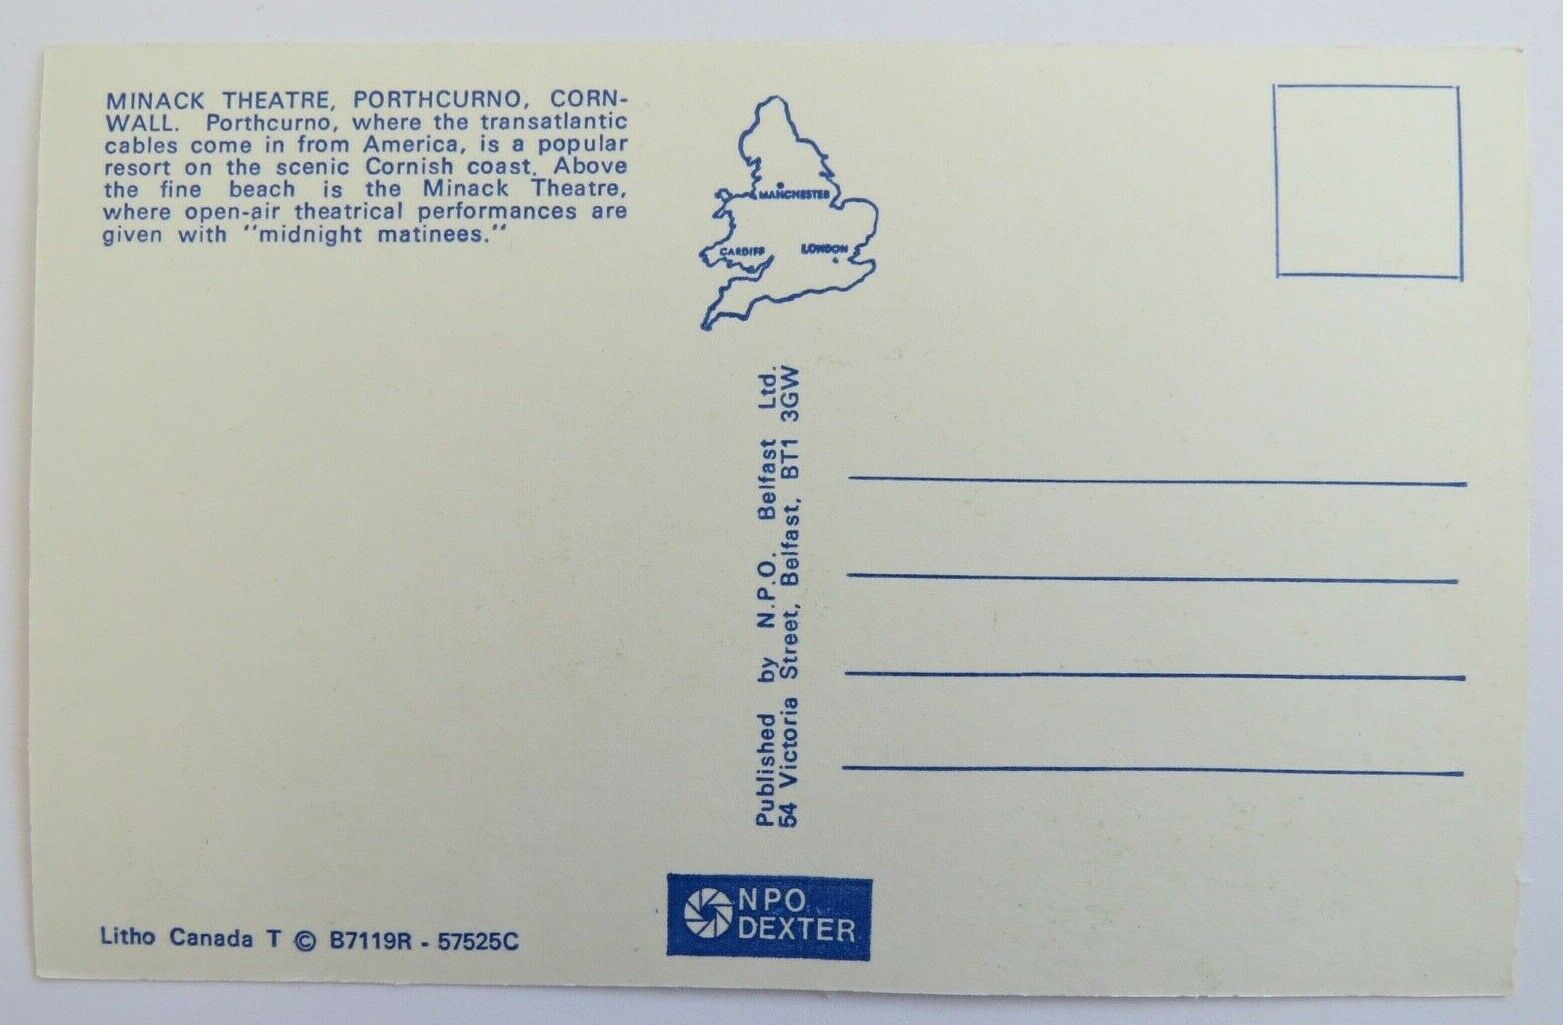 MINACK THEATRE, PORTHCURNO, CORN-
WALL. Porthcurno, where the transatlantic
cables come in from America, is a popular
resort on the scenic Cornish coast. Above
the fine beach is the Minack Theatre,
where open-air theatrical performances are
given with "midnight matinees."
MANCHESTER
CARDIFF
LONDON
Published by N.P.O. Belfast Ltd.
54 Victoria Street, Belfast, BT1 3GW
NPO
DEXTER
Litho Canada T © B7119R - 57525C